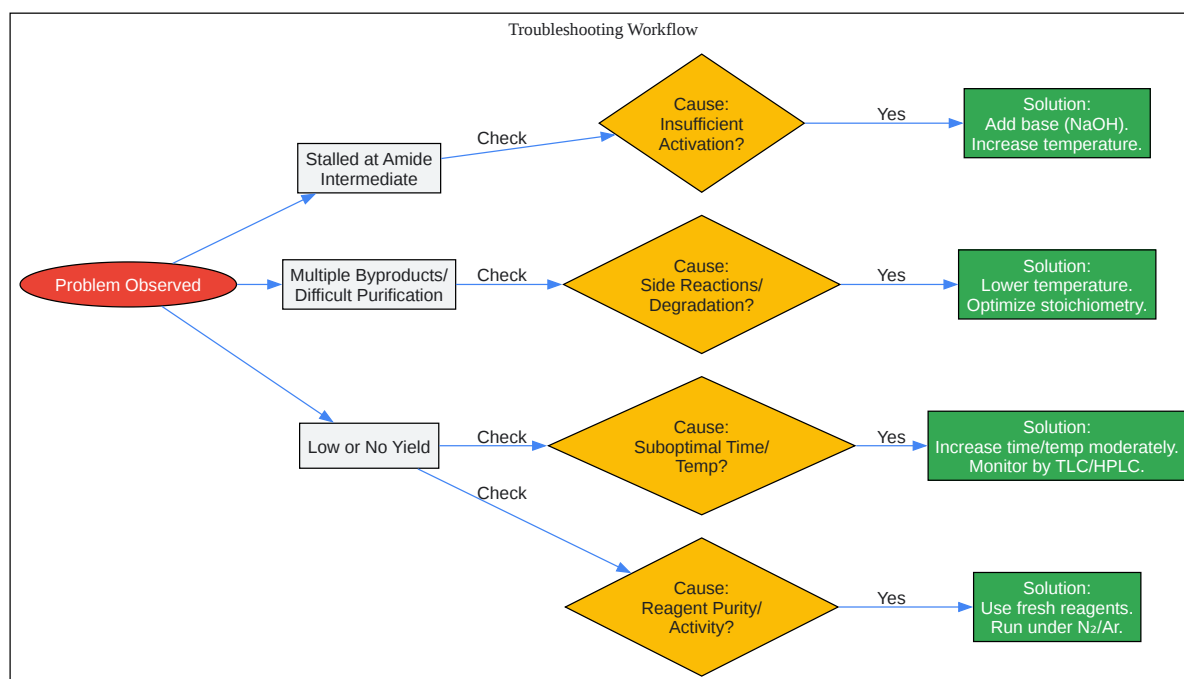 Troubleshooting Workflow
Problem Observed
Stalled at Amide
Intermediate
Check
Cause:
Insufficient
Activation?
Yes
Solution:
Add base (NaOH).
Increase temperature.
Multiple Byproducts/
Difficult Purification
Check
Cause:
Side Reactions/
Degradation?
Yes
Solution:
Lower temperature.
Optimize stoichiometry.
Low or No Yield
Check
Cause:
Suboptimal Time/
Temp?
Yes
Solution:
Increase time/temp moderately.
Monitor by TLC/HPLC.
Check
Cause:
Reagent Purity/
Activity?
Yes
Solution:
Use fresh reagents.
Run under N₂/Ar.